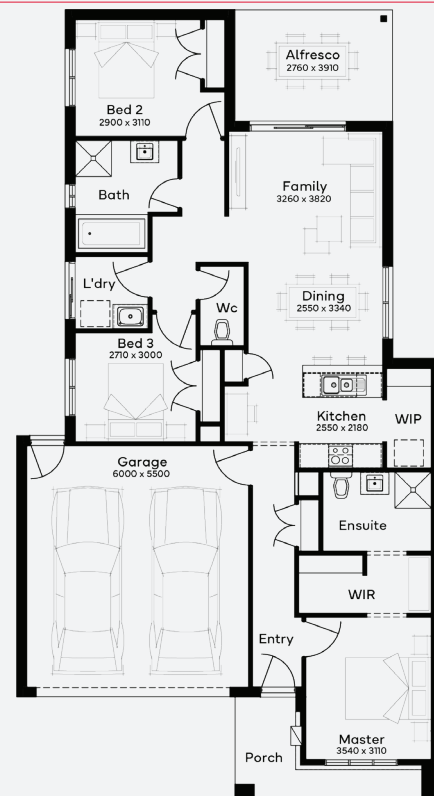 Alfresco
2760 x 3910
Bed 2
2900 x 3110
Bath
Family
3260 x 3820
L'dry
Wc
Dining
2550 x 3340
Bed 3
2710 x 3000
Kitchen
2550 x 2180
WIP
Garage
6000 x 5500
Ensuite
WIR
Entry
Master
3540 x 3110
Porch